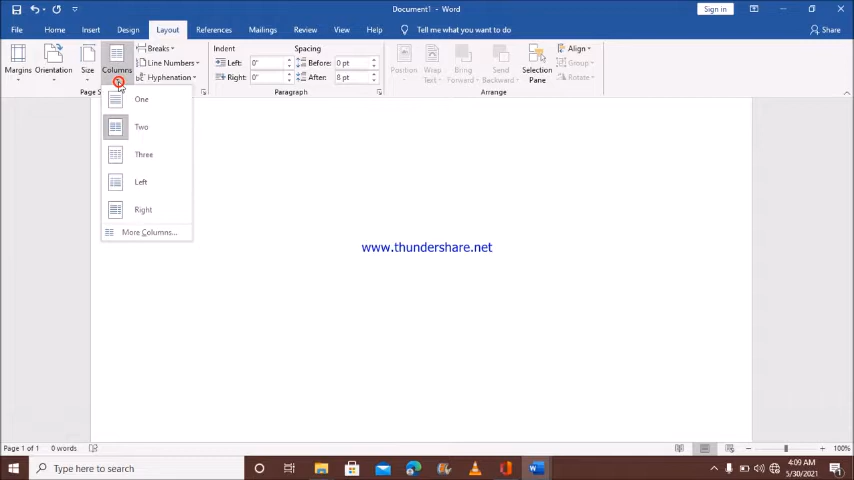 Document1 - Word
Sign in
File Home Insert Design Layout References Mailings Review View Help Tell me what you want to do Share
Margins Orientation Size Columns
Breaks
Line Numbers
Hyphenation
Indent Spacing
Left: 0" Before: 0 pt
Right: 0" After: 8 pt
Position Wrap Text Bring Forward Send Backward Selection Pane
Align
Group
Rotate
Page S Paragraph Arrange
One
Two
Three
Left
Right
More Columns...
www.thundershare.net
Page 1 of 1 0 words 100%
Type here to search
4:09 AM
5/30/2021